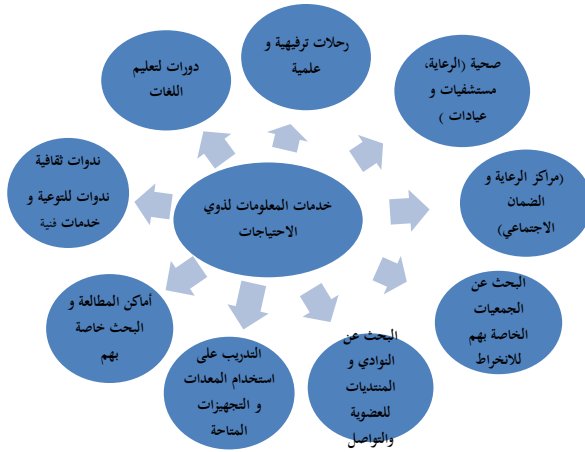 رحلات ترفيهية و
علمية
صحية (الرعاية،
مستشفيات و
عيادات )
(مراكز الرعاية و
الضمان
الاجتماعي)
البحث عن
الجمعيات
الخاصة بهم
للانخراط
البحث عن
النوادي و
المنتديات
للعضوية
والتواصل
التدريب على
استخدام المعدات
و التجهيزات
المتاحة
أماكن المطالعة و
البحث خاصة
بهم
ندوات ثقافية
ندوات للتوعية و
خدمات فنية
دورات لتعليم
اللغات
خدمات المعلومات لذوي
الاحتياجات